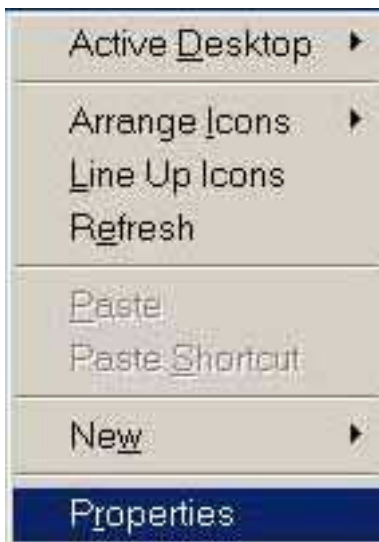 Active Desktop
Arrange Icons
Line Up Icons
Refresh
Paste
Paste Shortcut
New
Properties